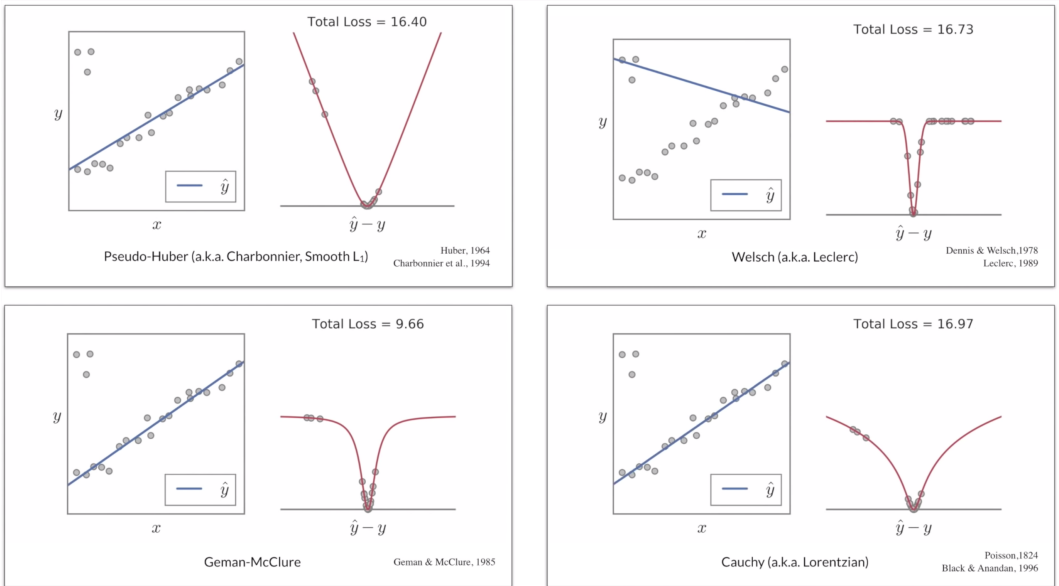 Total Loss = 16.40
y
ŷ
x
ŷ − y
Pseudo-Huber (a.k.a. Charbonnier, Smooth L₁)
Huber, 1964
Charbonnier et al., 1994
Total Loss = 16.73
y
ŷ
x
ŷ − y
Welsch (a.k.a. Leclerc)
Dennis & Welsch,1978
Leclerc, 1989
Total Loss = 9.66
y
ŷ
x
ŷ − y
Geman-McClure
Geman & McClure, 1985
Total Loss = 16.97
y
ŷ
x
ŷ − y
Cauchy (a.k.a. Lorentzian)
Poisson,1824
Black & Anandan, 1996